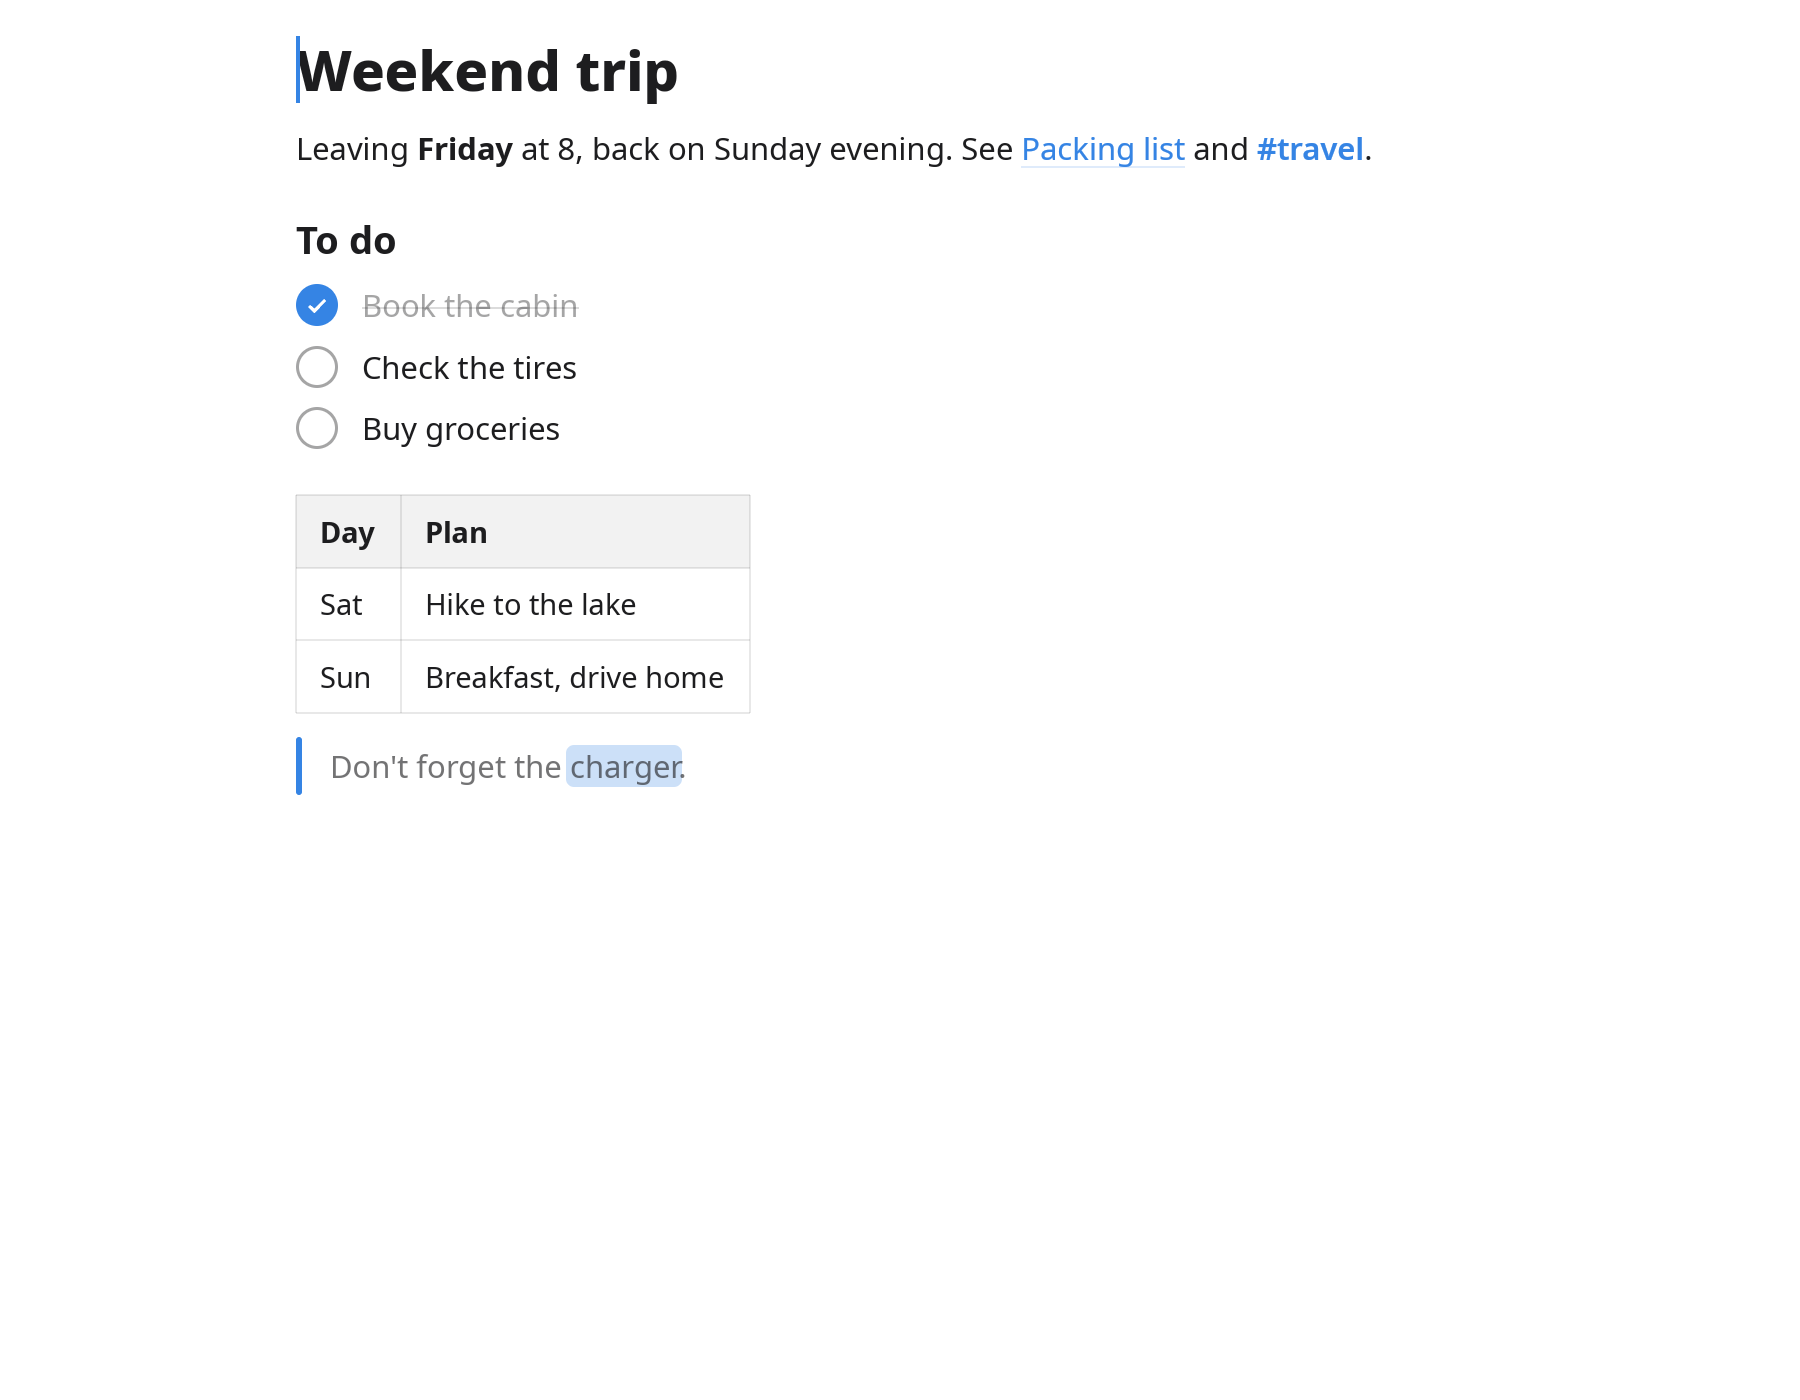 Weekend trip
Leaving Friday at 8, back on Sunday evening. See Packing list and #travel.
To do
Book the cabin
Check the tires
Buy groceries
Day Plan
Sat Hike to the lake
Sun Breakfast, drive home
Don't forget the charger.